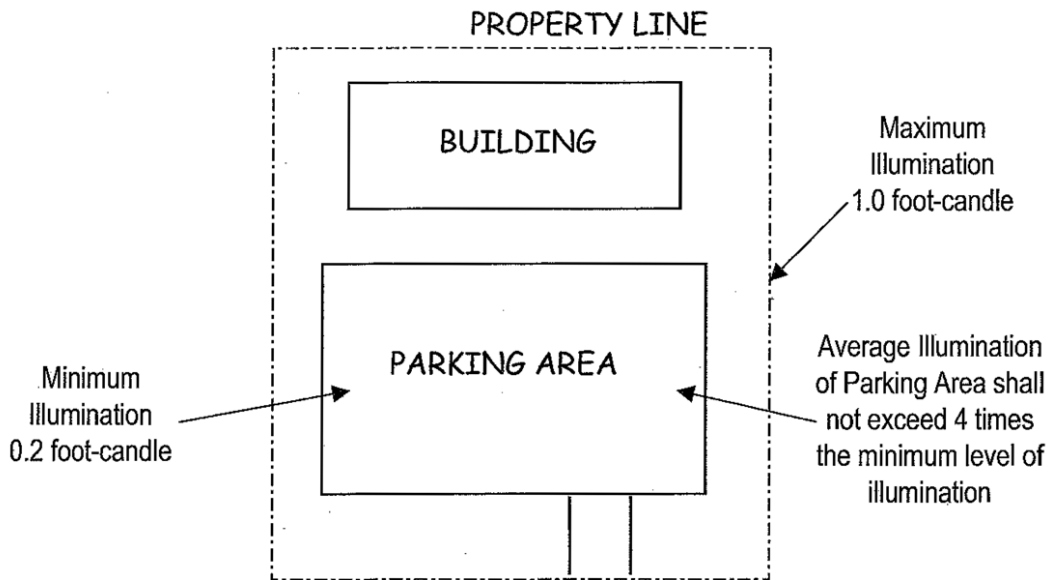 PROPERTY LINE
BUILDING
Maximum
Illumination
1.0 foot-candle
PARKING AREA
Minimum
Illumination
0.2 foot-candle
Average Illumination
of Parking Area shall
not exceed 4 times
the minimum level of
illumination